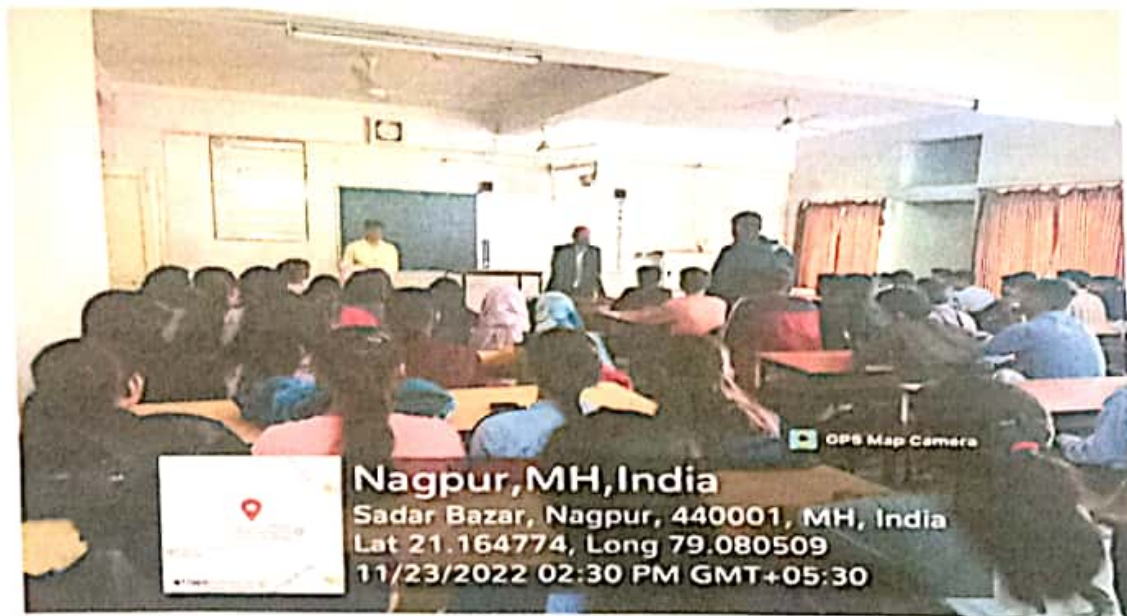 GPS Map Camera
Nagpur,MH,India
Sadar Bazar, Nagpur, 440001, MH, India
Lat 21.164774, Long 79.080509
11/23/2022 02:30 PM GMT+05:30